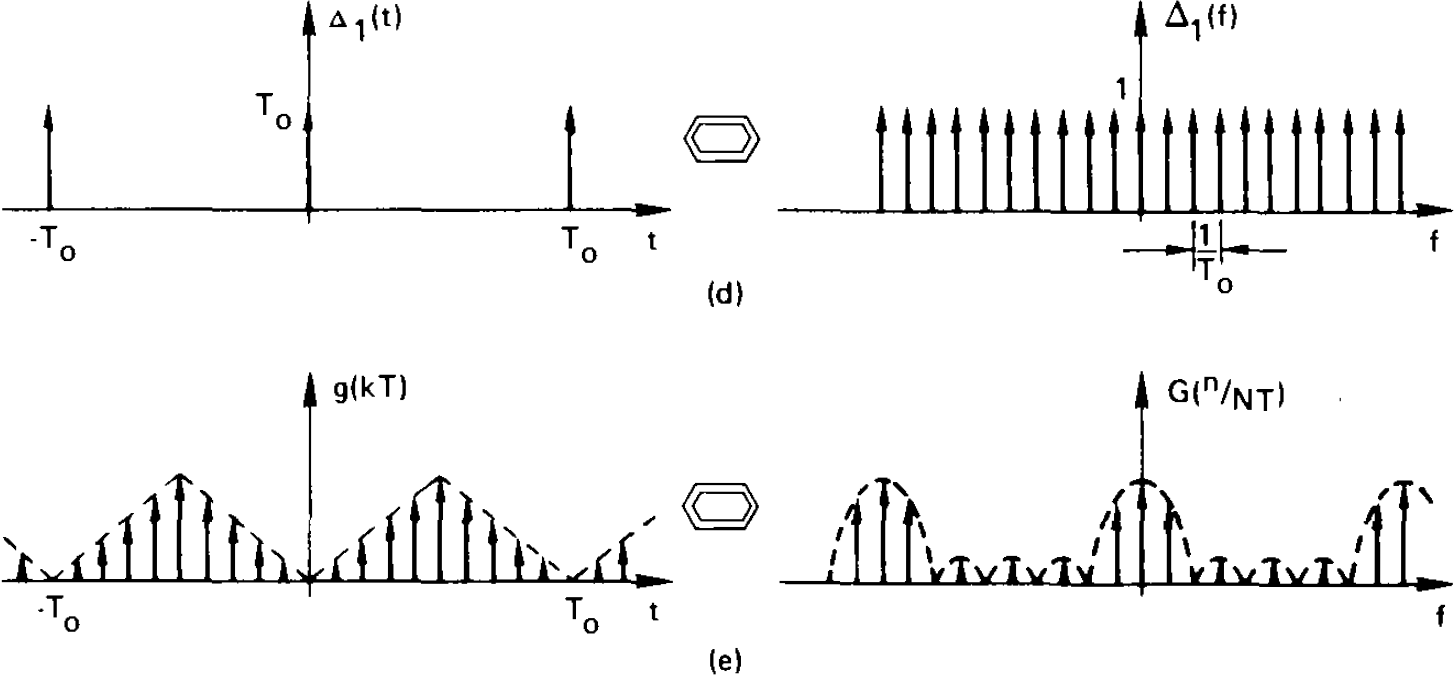 Δ₁(t)
Δ₁(f)
T₀
1
-T₀
T₀
t
1/T₀
f
(d)
g(kT)
G(ⁿ/NT)
-T₀
T₀
t
f
(e)